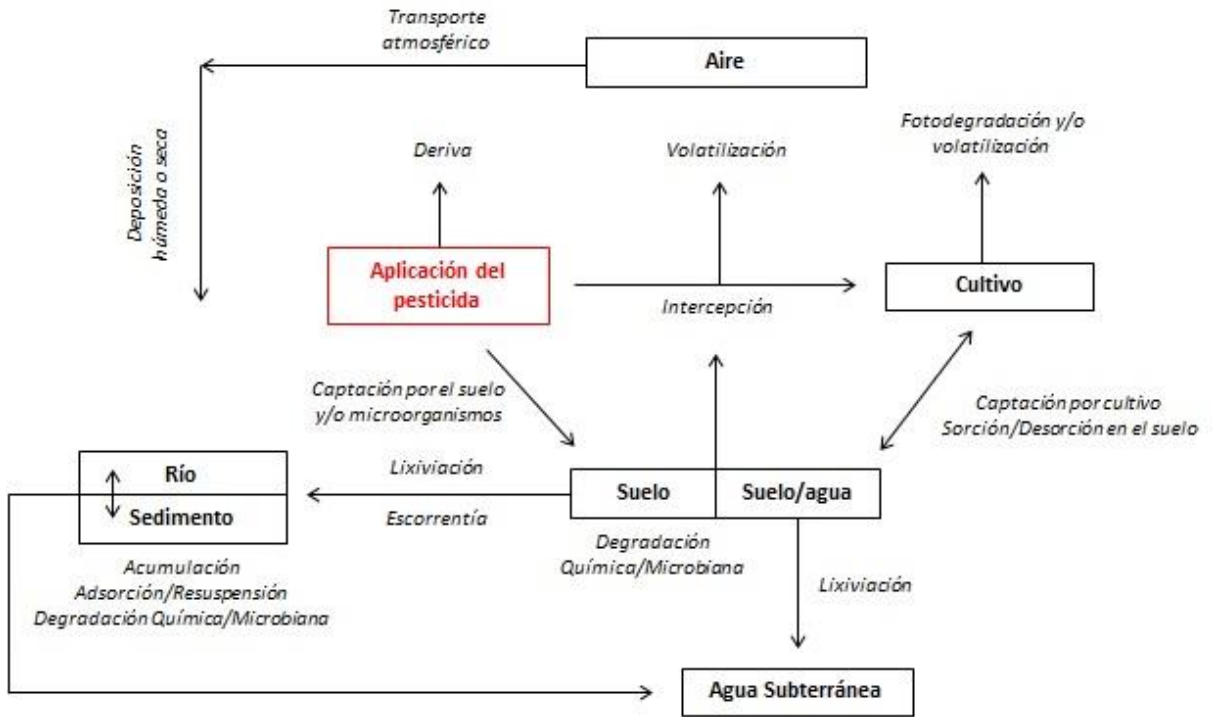 Transporte
atmosférico
Aire
Deposición
húmeda o seca
Deriva
Volatilización
Fotodegradación y/o
volatilización
Aplicación del
pesticida
Intercepción
Cultivo
Captación por el suelo
y/o microorganismos
Captación por cultivo
Sorción/Desorción en el suelo
Río
Sedimento
Lixiviación
Escorrentía
Suelo
Suelo/agua
Acumulación
Adsorción/Resuspensión
Degradación Química/Microbiana
Degradación
Química/Microbiana
Lixiviación
Agua Subterránea